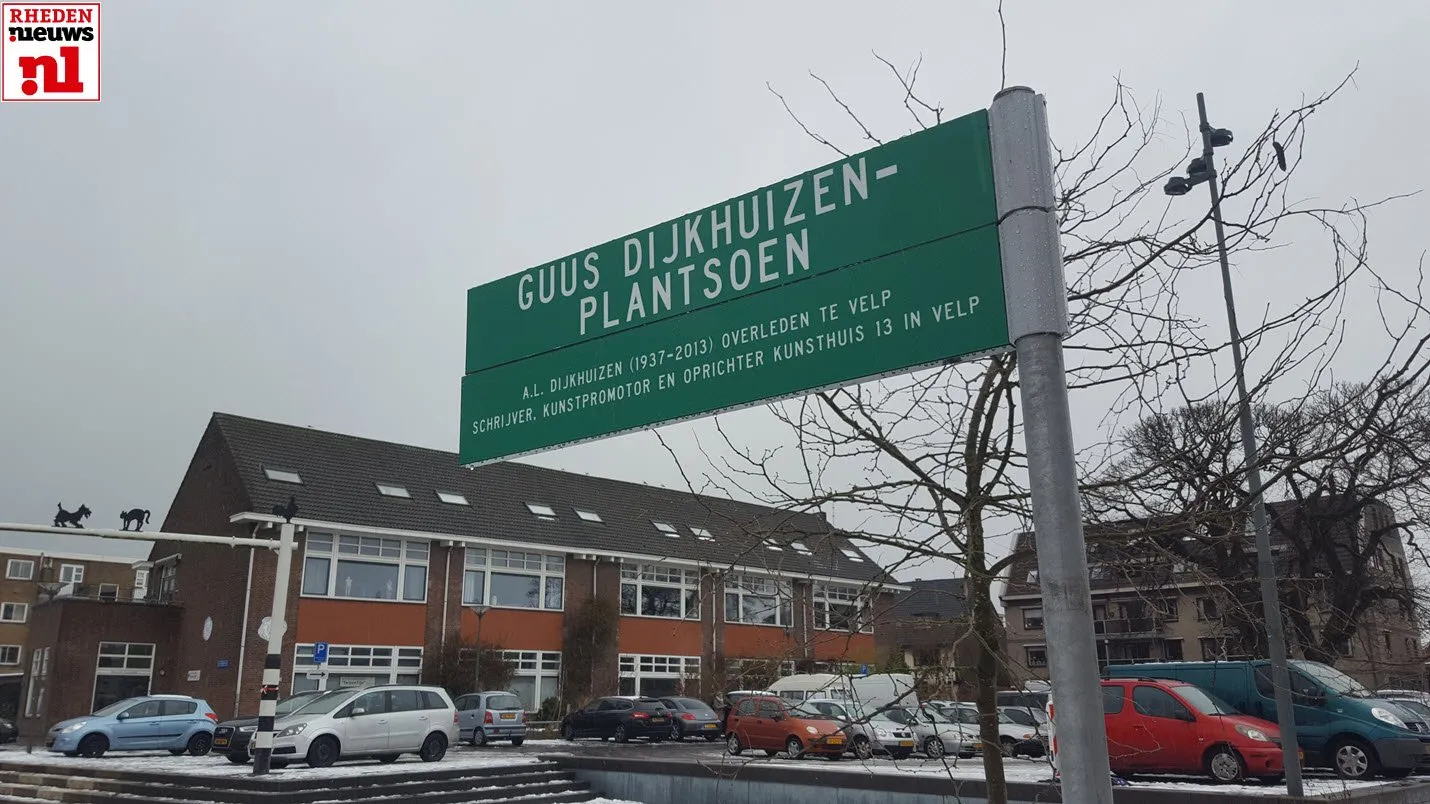 RHEDEN
nieuws
nl
GUUS DIJKHUIZEN-
PLANTSOEN
A.L. DIJKHUIZEN (1937-2013) OVERLEDEN TE VELP
SCHRIJVER, KUNSTPROMOTOR EN OPRICHTER KUNSTHUIS 13 IN VELP
P